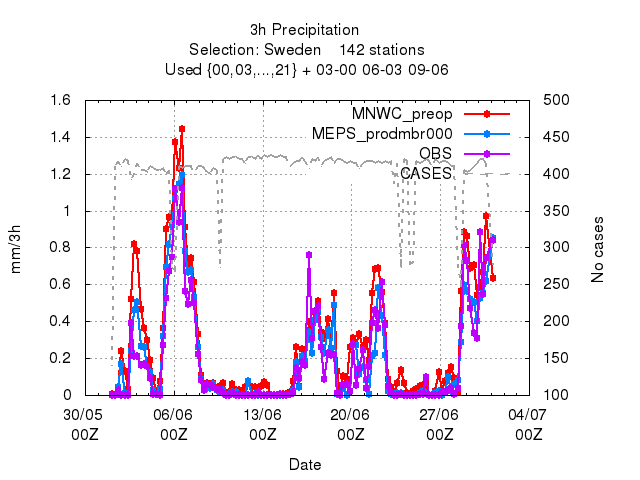 3h Precipitation
Selection: Sweden    142 stations
Used {00,03,...,21} + 03-00 06-03 09-06
MNWC_preop
MEPS_prodmbr000
OBS
CASES
mm/3h
1.6
1.4
1.2
1
0.8
0.6
0.4
0.2
0
500
450
400
350
300
250
200
150
100
No cases
30/05 06/06 13/06 20/06 27/06 04/07
00Z 00Z 00Z 00Z 00Z 00Z
Date